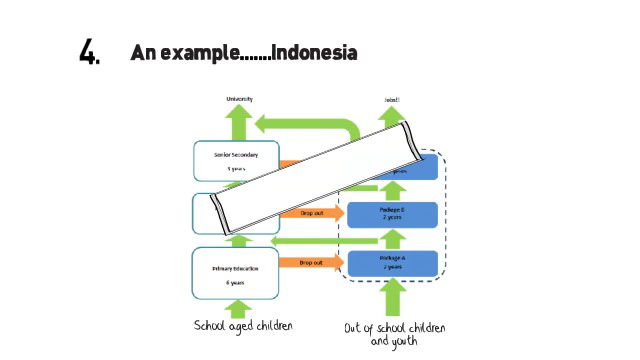 4. An example.......Indonesia
University
Jobs!!
Senior Secondary
3 years
years
Drop out
Package B
2 years
Drop out
Primary Education
6 years
Package A
2 years
School aged children
Out of school children
and youth